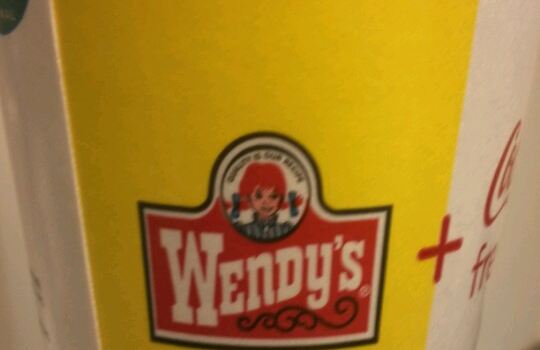 QUALITY IS OUR RECIPE
WENDY'S®
+